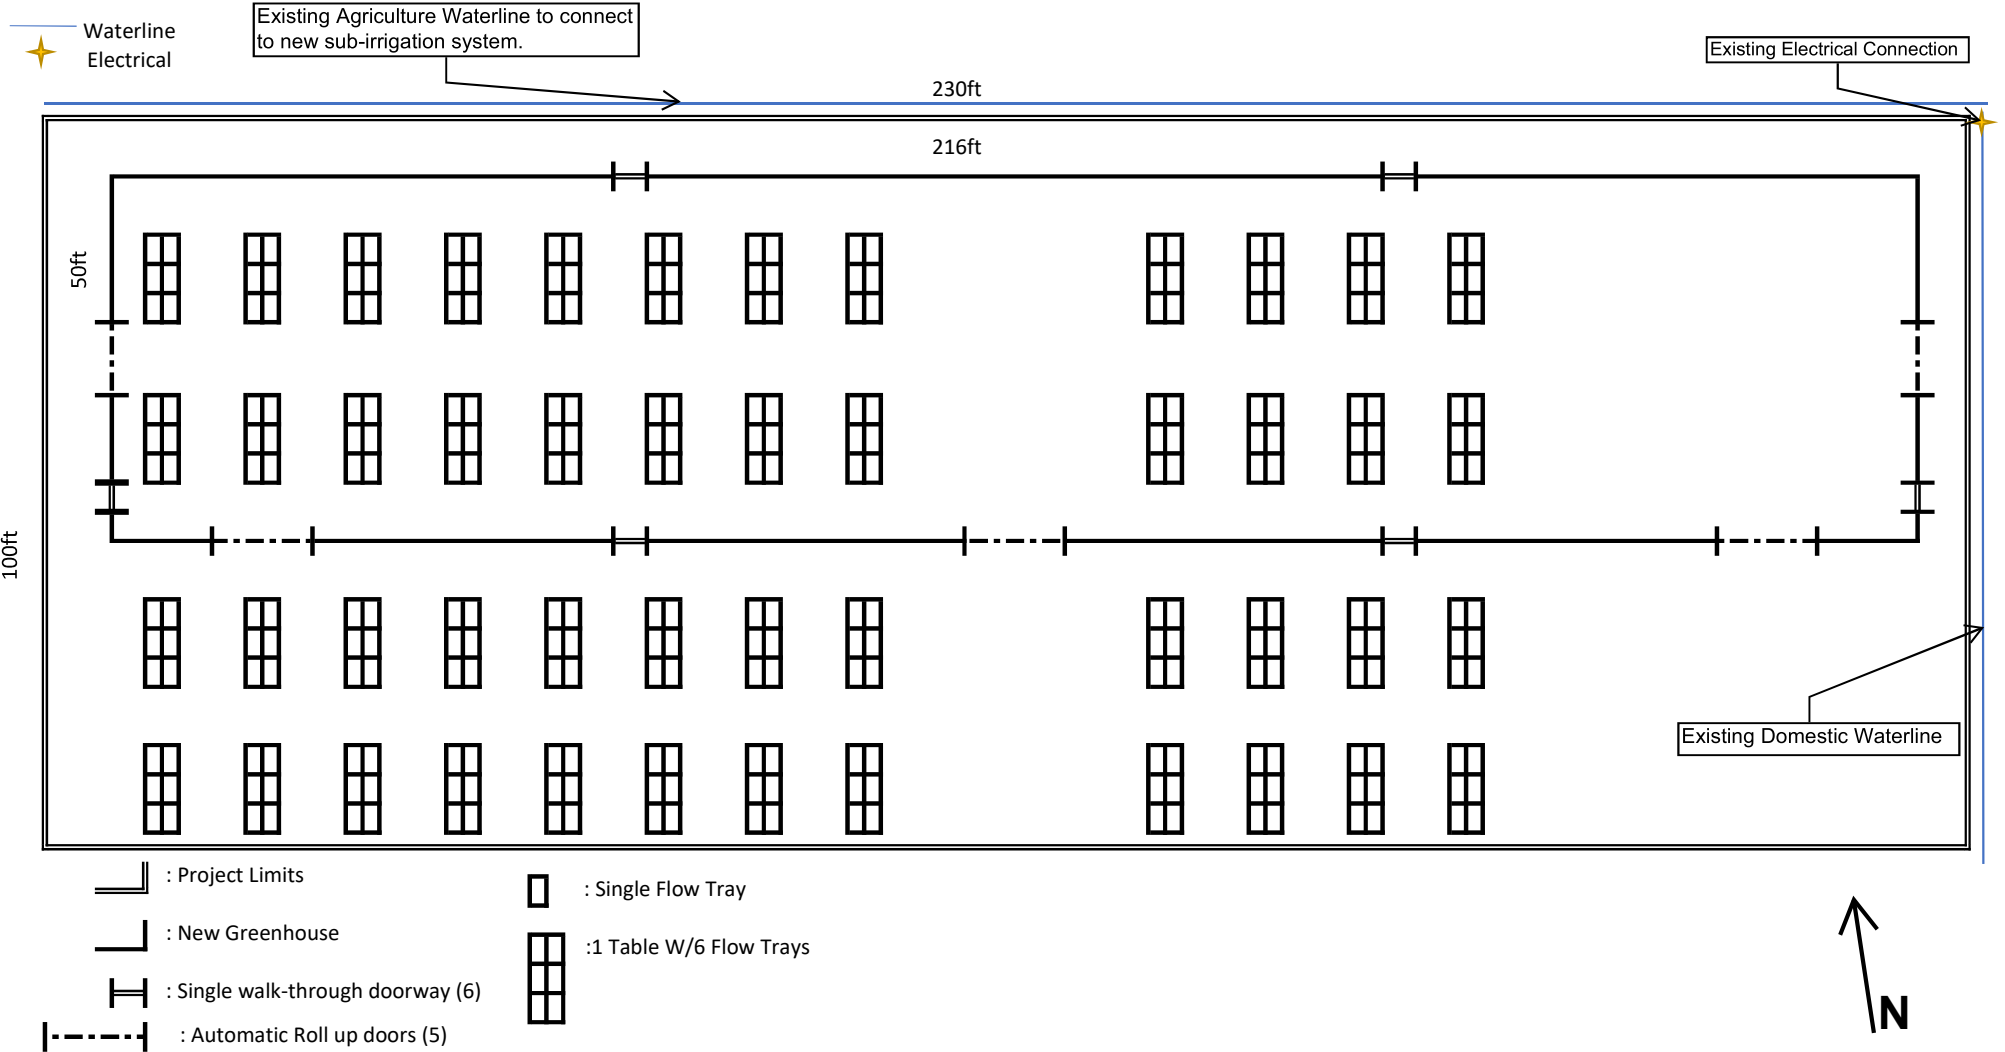 Waterline
Electrical
Existing Agriculture Waterline to connect
to new sub-irrigation system.
Existing Electrical Connection
230ft
216ft
50ft
100ft
Existing Domestic Waterline
: Project Limits
: New Greenhouse
: Single walk-through doorway (6)
: Automatic Roll up doors (5)
: Single Flow Tray
:1 Table W/6 Flow Trays
N